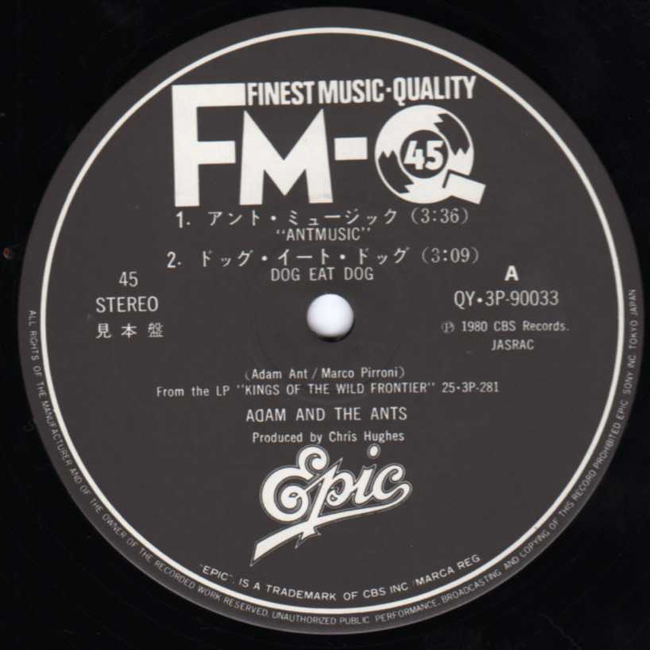 FINEST MUSIC·QUALITY
FM-Q 45
1. アント・ミュージック (3:36)
"ANTMUSIC"
2. ドッグ・イート・ドッグ (3:09)
DOG EAT DOG
45
STEREO
見本盤
A
QY・3P-90033
Ⓟ 1980 CBS Records.
JASRAC
(Adam Ant / Marco Pirroni)
From the LP "KINGS OF THE WILD FRONTIER" 25・3P-281
ADAM AND THE ANTS
Produced by Chris Hughes
Epic
"EPIC", IS A TRADEMARK OF CBS INC./MARCA REG.
ALL RIGHTS OF THE MANUFACTURER AND OF THE OWNER OF THE RECORDED WORK RESERVED. UNAUTHORIZED PUBLIC PERFORMANCE, BROADCASTING AND COPYING OF THIS RECORD PROHIBITED EPIC SONY INC TOKYO JAPAN